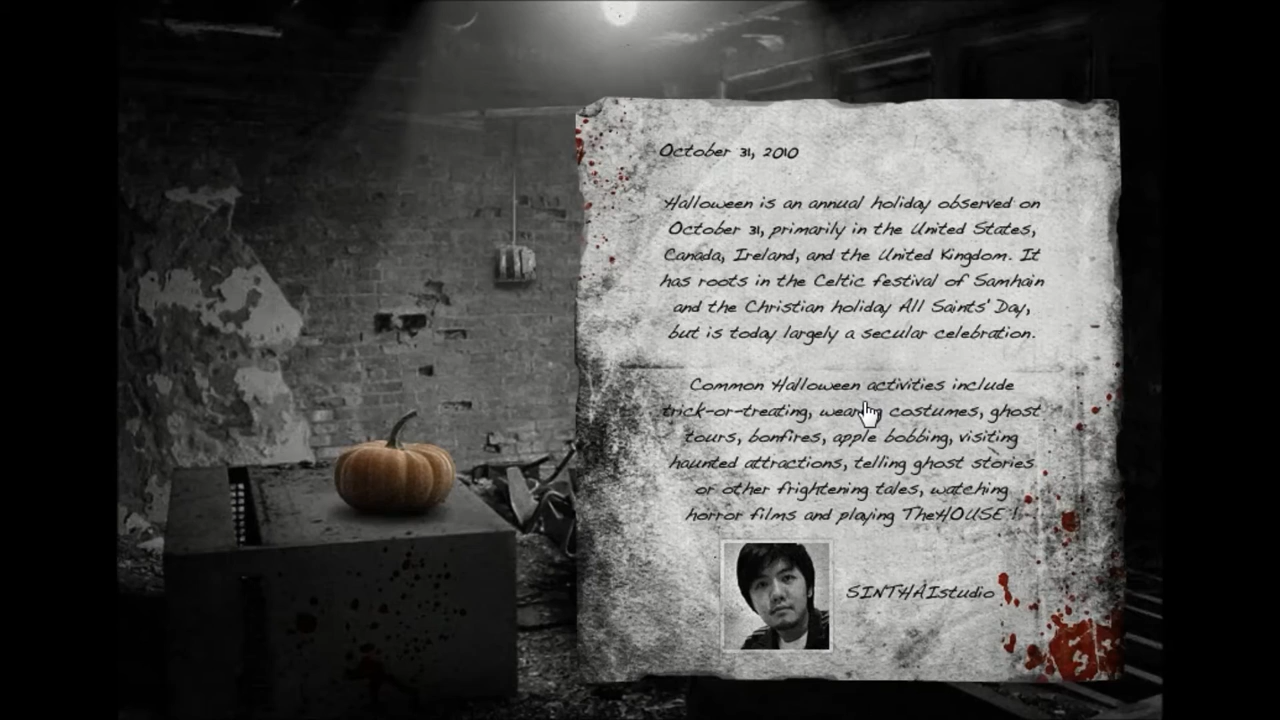 October 31, 2010
Halloween is an annual holiday observed on
October 31, primarily in the United States,
Canada, Ireland, and the United Kingdom. It
has roots in the Celtic festival of Samhain
and the Christian holiday All Saints' Day,
but is today largely a secular celebration.
Common Halloween activities include
trick-or-treating, wearing costumes, ghost
tours, bonfires, apple bobbing, visiting
haunted attractions, telling ghost stories
or other frightening tales, watching
horror films and playing TheHOUSE !
SINTHAIstudio